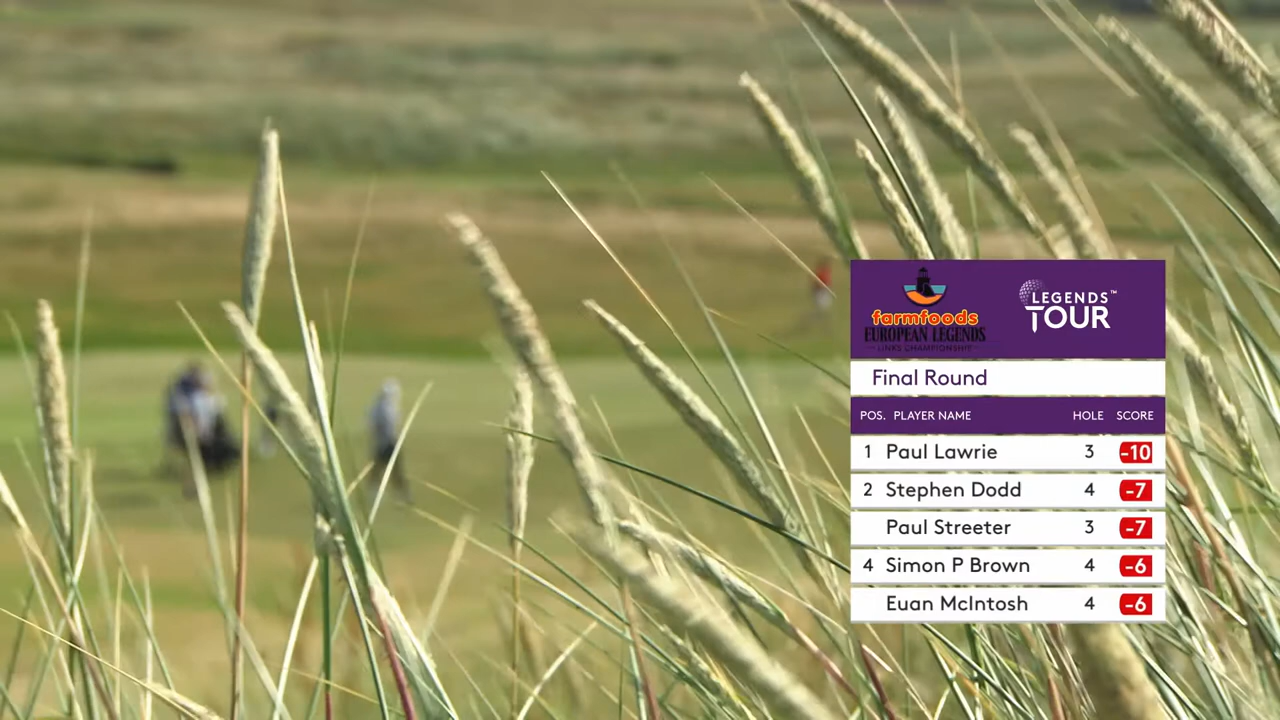 farmfoods
EUROPEAN LEGENDS
LINKS CHAMPIONSHIP
LEGENDS™
TOUR
Final Round
POS. PLAYER NAME HOLE SCORE
1 Paul Lawrie 3 -10
2 Stephen Dodd 4 -7
Paul Streeter 3 -7
4 Simon P Brown 4 -6
Euan McIntosh 4 -6